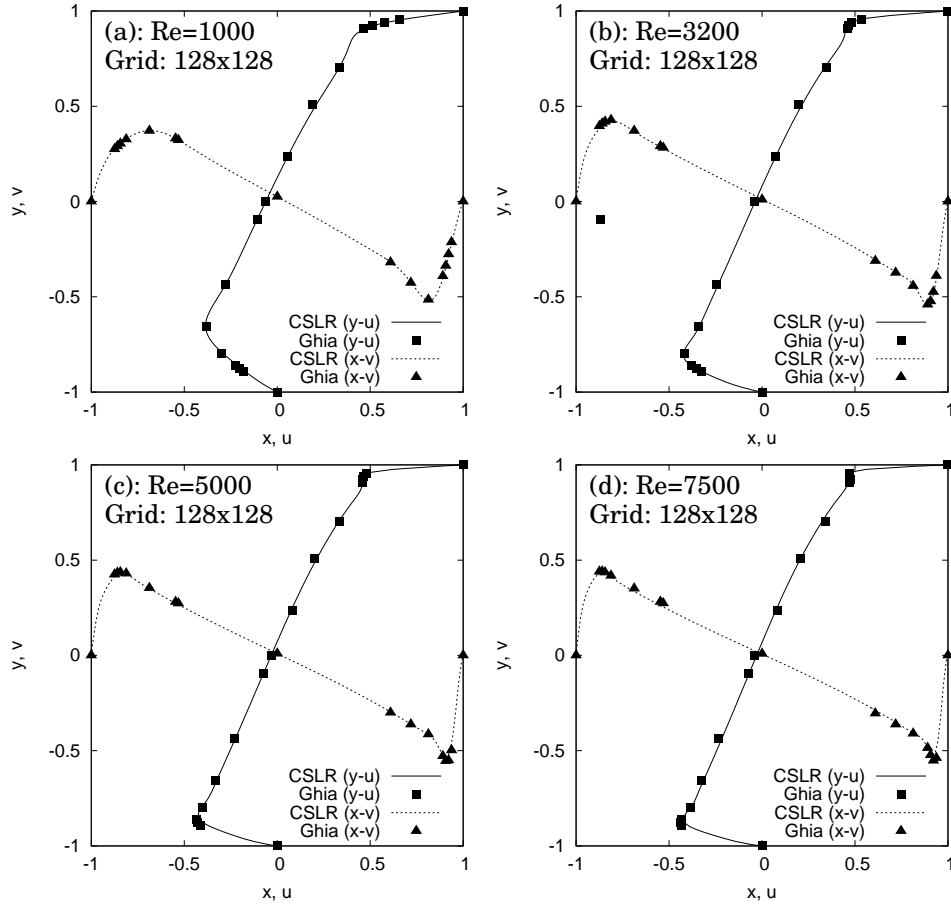 (a): Re=1000
Grid: 128x128
1
0.5
0
-0.5
-1
y, v
CSLR (y-u)
Ghia (y-u)
CSLR (x-v)
Ghia (x-v)
-1
-0.5
0
0.5
1
x, u
(b): Re=3200
Grid: 128x128
1
0.5
0
-0.5
-1
y, v
CSLR (y-u)
Ghia (y-u)
CSLR (x-v)
Ghia (x-v)
-1
-0.5
0
0.5
1
x, u
(c): Re=5000
Grid: 128x128
1
0.5
0
-0.5
-1
y, v
CSLR (y-u)
Ghia (y-u)
CSLR (x-v)
Ghia (x-v)
-1
-0.5
0
0.5
1
x, u
(d): Re=7500
Grid: 128x128
1
0.5
0
-0.5
-1
y, v
CSLR (y-u)
Ghia (y-u)
CSLR (x-v)
Ghia (x-v)
-1
-0.5
0
0.5
1
x, u